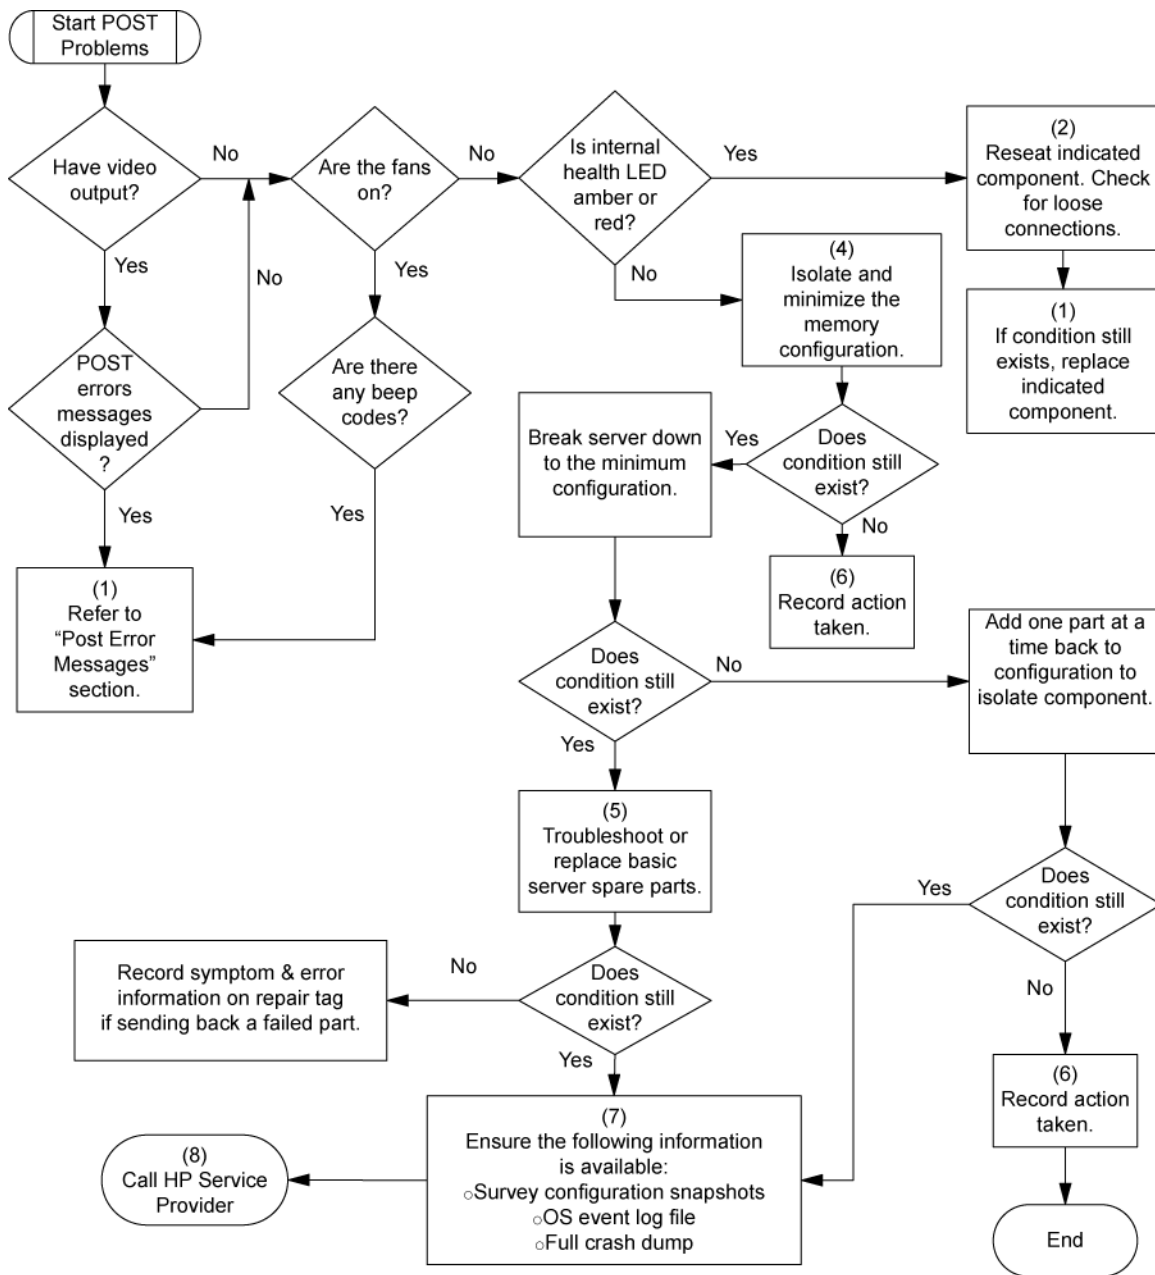 Start POST
Problems
Have video
output?
No
Yes
Are the fans
on?
No
Yes
Is internal
health LED
amber or
red?
Yes
No
(2)
Reseat indicated
component. Check
for loose
connections.
(1)
If condition still
exists, replace
indicated
component.
POST
errors
messages
displayed
?
No
Yes
Are there
any beep
codes?
Yes
(1)
Refer to
“Post Error
Messages”
section.
(4)
Isolate and
minimize the
memory
configuration.
Does
condition still
exist?
Yes
No
(6)
Record action
taken.
Break server down
to the minimum
configuration.
Does
condition still
exist?
No
Yes
Add one part at a
time back to
configuration to
isolate component.
Does
condition still
exist?
Yes
No
(6)
Record action
taken.
End
(5)
Troubleshoot or
replace basic
server spare parts.
Does
condition still
exist?
No
Yes
Record symptom & error
information on repair tag
if sending back a failed part.
(7)
Ensure the following information
is available:
○Survey configuration snapshots
○OS event log file
○Full crash dump
(8)
Call HP Service
Provider